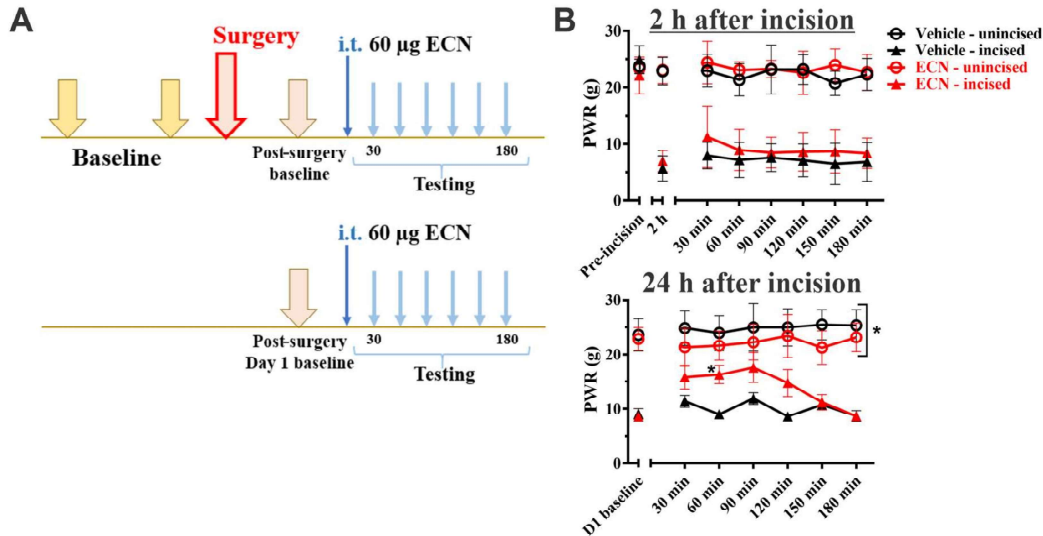 A
Surgery
i.t. 60 µg ECN
Baseline
Post-surgery
baseline
30
180
Testing
i.t. 60 µg ECN
Post-surgery
Day 1 baseline
30
180
Testing
B
2 h after incision
Vehicle - unincised
Vehicle - incised
ECN - unincised
ECN - incised
PWR (g)
30
20
10
0
Pre-incision
2 h
30 min
60 min
90 min
120 min
150 min
180 min
24 h after incision
PWR (g)
30
20
10
0
*
*
D1 baseline
30 min
60 min
90 min
120 min
150 min
180 min